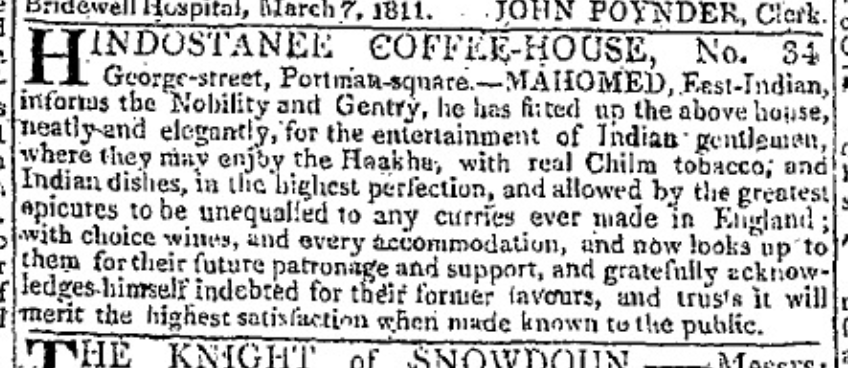 Bridewell Hospital, March 7, 1811. JOHN POYNDER, Clerk.
HINDOSTANEE COFFEE-HOUSE, No. 34
George-street, Portman-square.—MAHOMED, East-Indian,
informs the Nobility and Gentry, he has fitted up the above house,
neatly and elegantly, for the entertainment of Indian gentlemen,
where they may enjoy the Hoakha, with real Chilm tobacco, and
Indian dishes, in the highest perfection, and allowed by the greatest
epicures to be unequalled to any curries ever made in England;
with choice wines, and every accommodation, and now looks up to
them for their future patronage and support, and gratefully acknow-
ledges himself indebted for their former favours, and trusts it will
merit the highest satisfaction when made known to the public.
THE KNIGHT of SNOWDOUN.——Messrs.